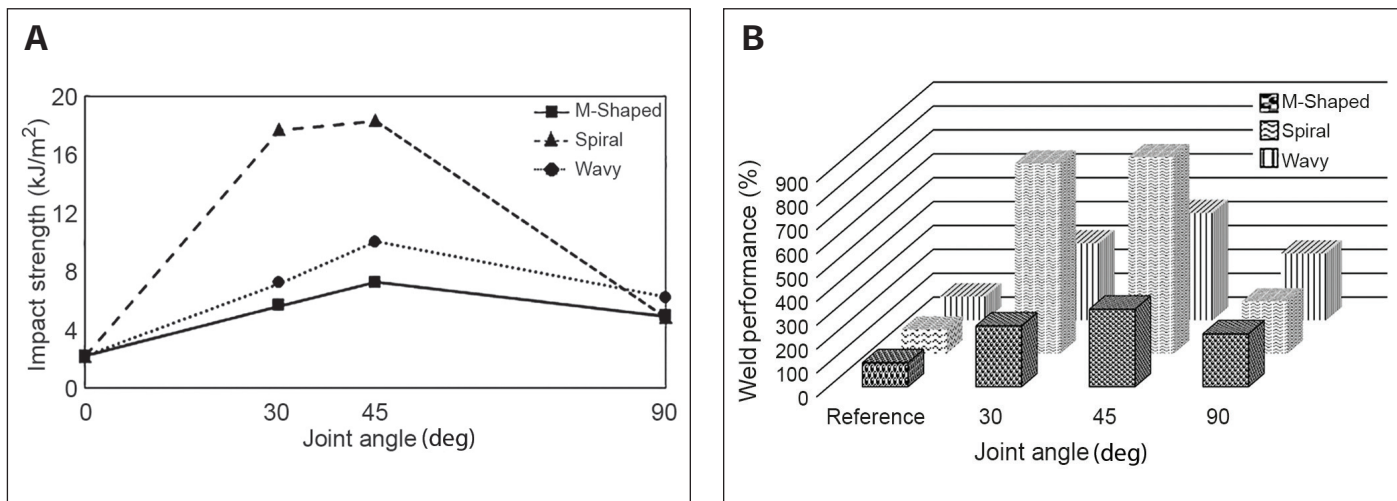 A
Impact strength (kJ/m²)
20
16
12
8
4
0
M-Shaped
Spiral
Wavy
0 30 45 90
Joint angle (deg)
B
Weld performance (%)
900
800
700
600
500
400
300
200
100
0
M-Shaped
Spiral
Wavy
Reference 30 45 90
Joint angle (deg)